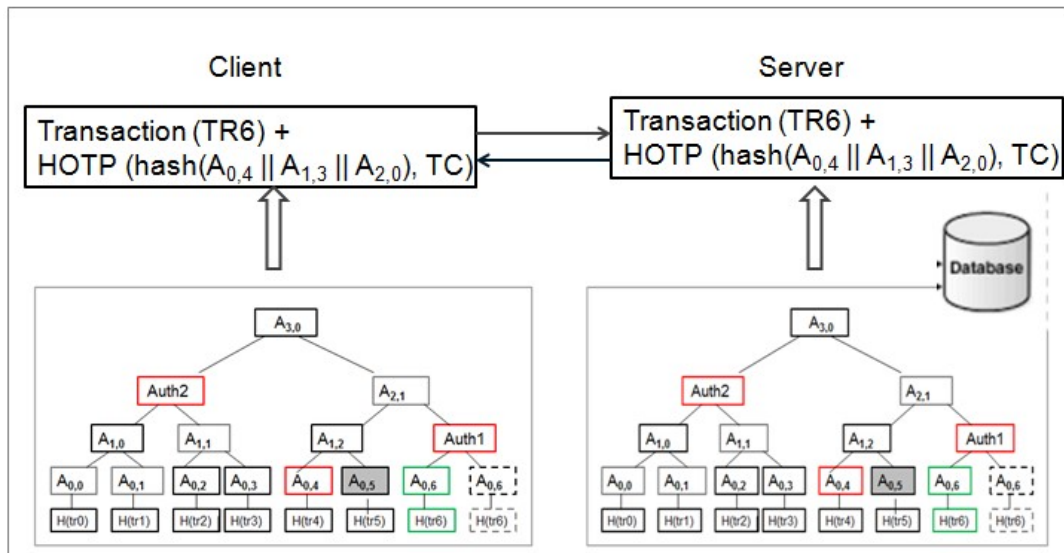 Client
Server
Transaction (TR6) +
HOTP (hash(A0,4 || A1,3 || A2,0), TC)
Transaction (TR6) +
HOTP (hash(A0,4 || A1,3 || A2,0), TC)
Database
A3,0
Auth2
A2,1
A1,0
A1,1
A1,2
Auth1
A0,0
A0,1
A0,2
A0,3
A0,4
A0,5
A0,6
A0,6
H(tr0)
H(tr1)
H(tr2)
H(tr3)
H(tr4)
H(tr5)
H(tr6)
H(tr6)
A3,0
Auth2
A2,1
A1,0
A1,1
A1,2
Auth1
A0,0
A0,1
A0,2
A0,3
A0,4
A0,5
A0,6
A0,6
H(tr0)
H(tr1)
H(tr2)
H(tr3)
H(tr4)
H(tr5)
H(tr6)
H(tr6)